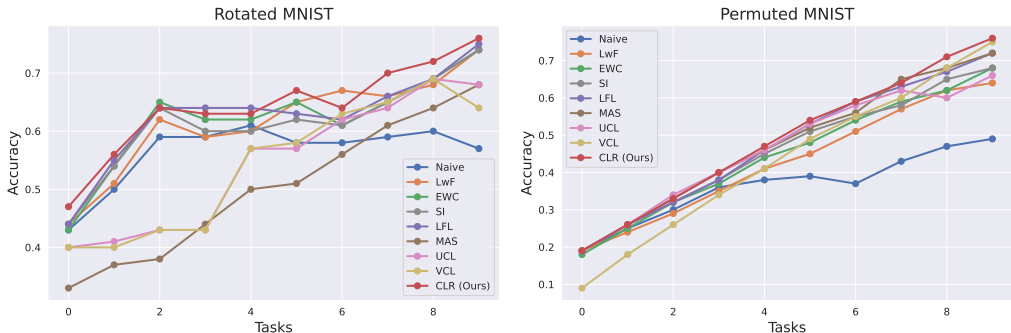 Rotated MNIST
Accuracy
0.7
0.6
0.5
0.4
0
2
4
6
8
Tasks
Naive
LwF
EWC
SI
LFL
MAS
UCL
VCL
CLR (Ours)
Permuted MNIST
Accuracy
0.7
0.6
0.5
0.4
0.3
0.2
0.1
0
2
4
6
8
Tasks
Naive
LwF
EWC
SI
LFL
MAS
UCL
VCL
CLR (Ours)